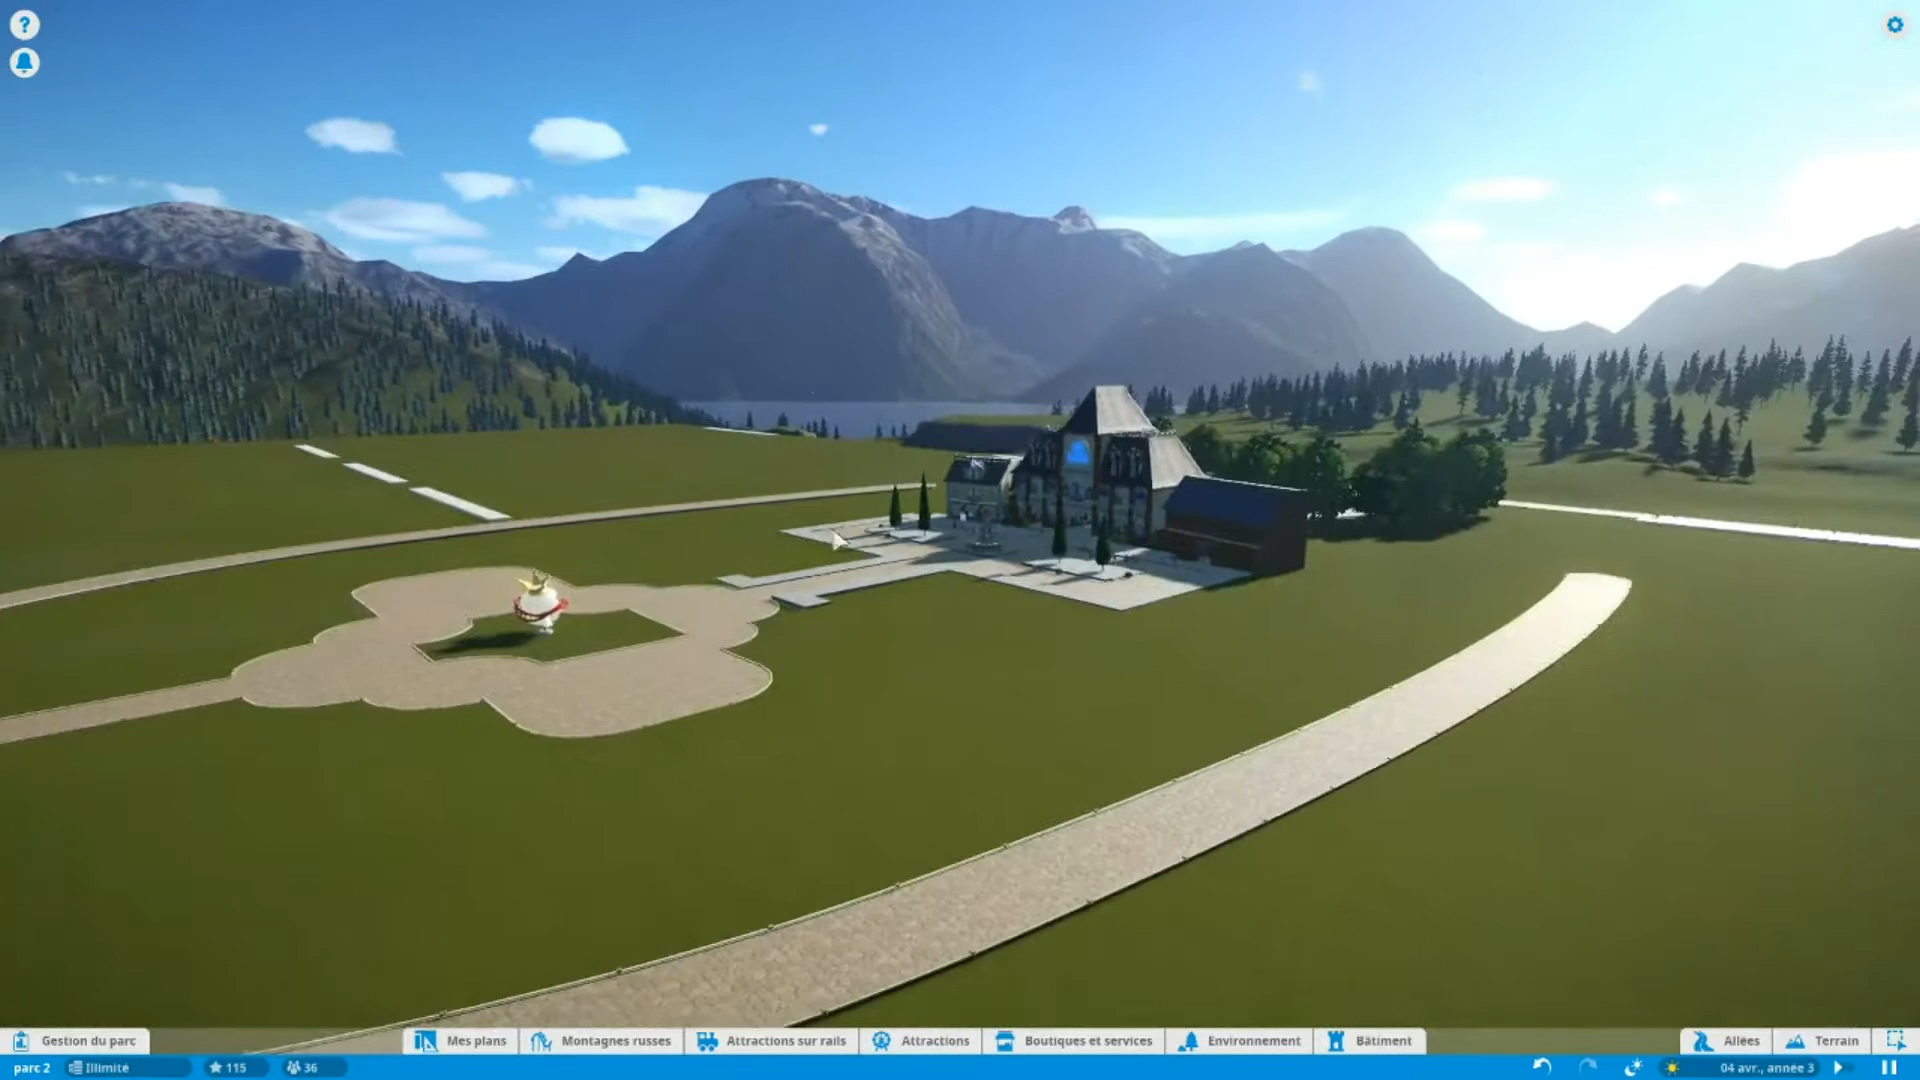 ?
Gestion du parc
Mes plans
Montagnes russes
Attractions sur rails
Attractions
Boutiques et services
Environnement
Bâtiment
Allées
Terrain
parc 2
Illimité
115
36
04 avr., année 3